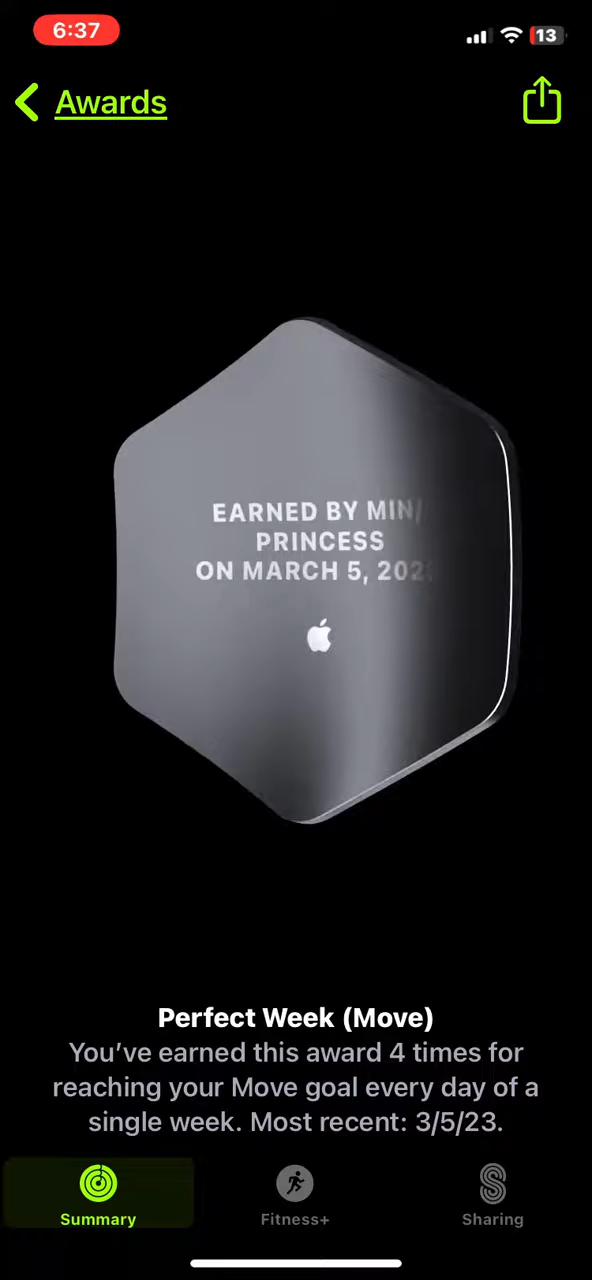 6:37
13
Awards
EARNED BY
PRINCESS
ON MARCH 5,
Perfect Week (Move)
You’ve earned this award 4 times for
reaching your Move goal every day of a
single week. Most recent: 3/5/23.
Summary
Fitness+
Sharing